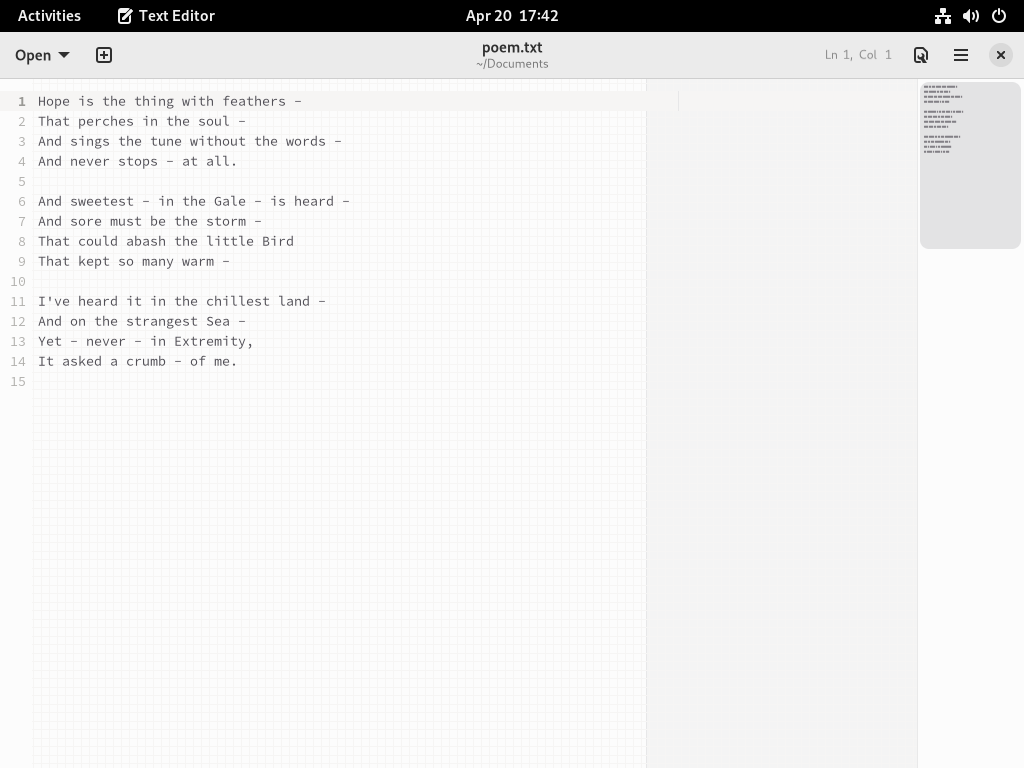 Activities Text Editor Apr 20 17:42
Open poem.txt Ln 1, Col 1
~/Documents
1 Hope is the thing with feathers –
2 That perches in the soul –
3 And sings the tune without the words –
4 And never stops – at all.
5
6 And sweetest – in the Gale – is heard –
7 And sore must be the storm –
8 That could abash the little Bird
9 That kept so many warm –
10
11 I've heard it in the chillest land –
12 And on the strangest Sea –
13 Yet – never – in Extremity,
14 It asked a crumb – of me.
15